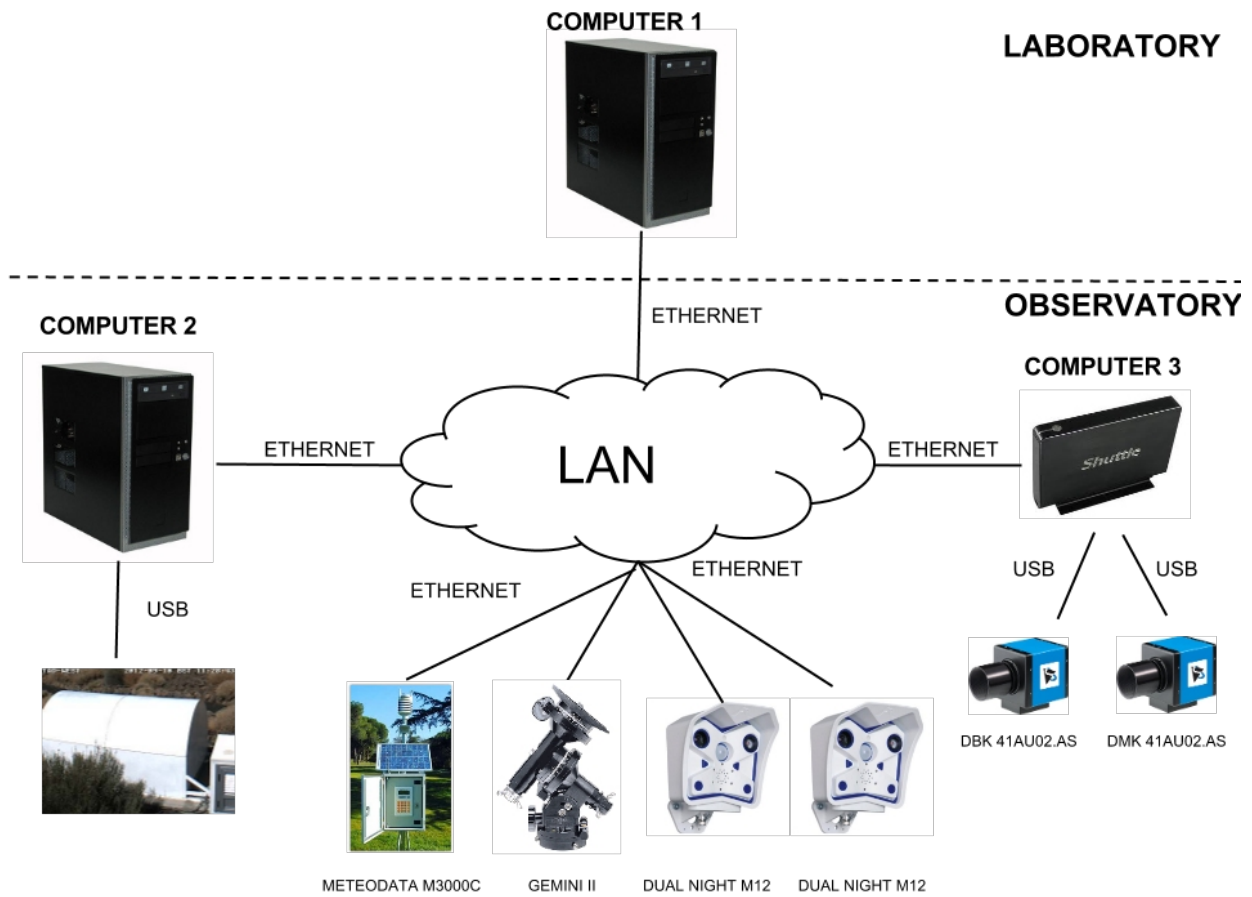 COMPUTER 1
LABORATORY
ETHERNET
OBSERVATORY
COMPUTER 2
COMPUTER 3
ETHERNET
LAN
ETHERNET
Shuttle
ETHERNET
ETHERNET
USB
USB
USB
DBK 41AU02.AS
DMK 41AU02.AS
METEODATA M3000C
GEMINI II
DUAL NIGHT M12
DUAL NIGHT M12